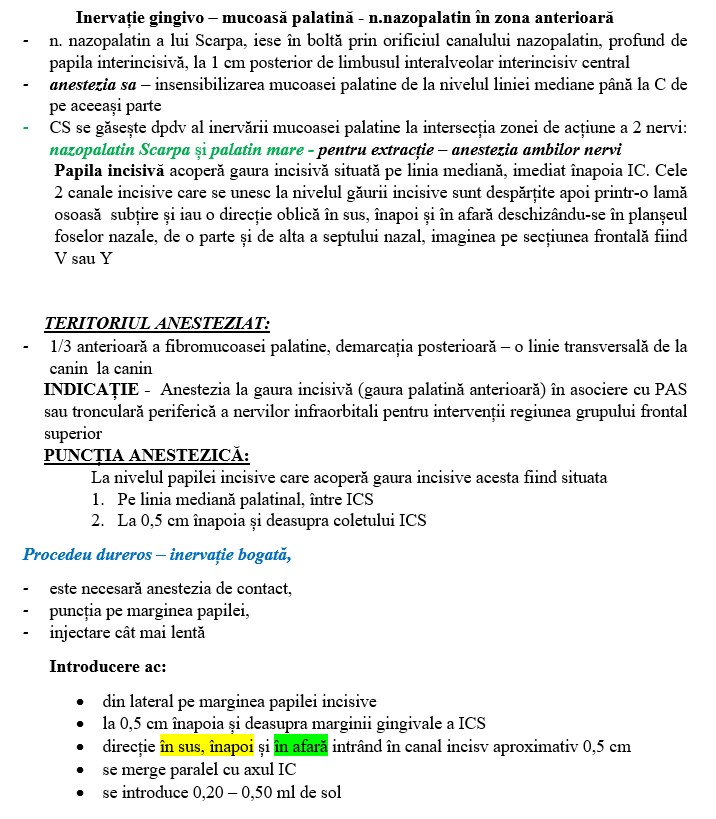 Inervație gingivo – mucoasă palatină - n.nazopalatin în zona anterioară
- n. nazopalatin a lui Scarpa, iese în boltă prin orificiul canalului nazopalatin, profund de
papila interincisivă, la 1 cm posterior de limbusul interalveolar interincisiv central
- anestezia sa – insensibilizarea mucoasei palatine de la nivelul liniei mediane până la C de
pe aceeași parte
- CS se găsește dpdv al inervării mucoasei palatine la intersecția zonei de acțiune a 2 nervi:
nazopalatin Scarpa și palatin mare - pentru extracție – anestezia ambilor nervi
Papila incisivă acoperă gaura incisivă situată pe linia mediană, imediat înapoia IC. Cele
2 canale incisive care se unesc la nivelul găurii incisive sunt despărțite apoi printr-o lamă
osoasă subțire și iau o direcție oblică în sus, înapoi și în afară deschizându-se în planșeul
foselor nazale, de o parte și de alta a septului nazal, imaginea pe secțiunea frontală fiind
V sau Y
TERITORIUL ANESTEZIAT:
- 1/3 anterioară a fibromucoasei palatine, demarcația posterioară – o linie transversală de la
canin la canin
INDICAȚIE - Anestezia la gaura incisivă (gaura palatină anterioară) în asociere cu PAS
sau tronculară periferică a nervilor infraorbitali pentru intervenții regiunea grupului frontal
superior
PUNCȚIA ANESTEZICĂ:
La nivelul papilei incisive care acoperă gaura incisive acesta fiind situata
1. Pe linia mediană palatinal, între ICS
2. La 0,5 cm înapoia și deasupra coletului ICS
Procedeu dureros – inervație bogată,
- este necesară anestezia de contact,
- puncția pe marginea papilei,
- injectare cât mai lentă
Introducere ac:
• din lateral pe marginea papilei incisive
• la 0,5 cm înapoia și deasupra marginii gingivale a ICS
• direcție în sus, înapoi și în afară intrând în canal incisv aproximativ 0,5 cm
• se merge paralel cu axul IC
• se introduce 0,20 – 0,50 ml de sol